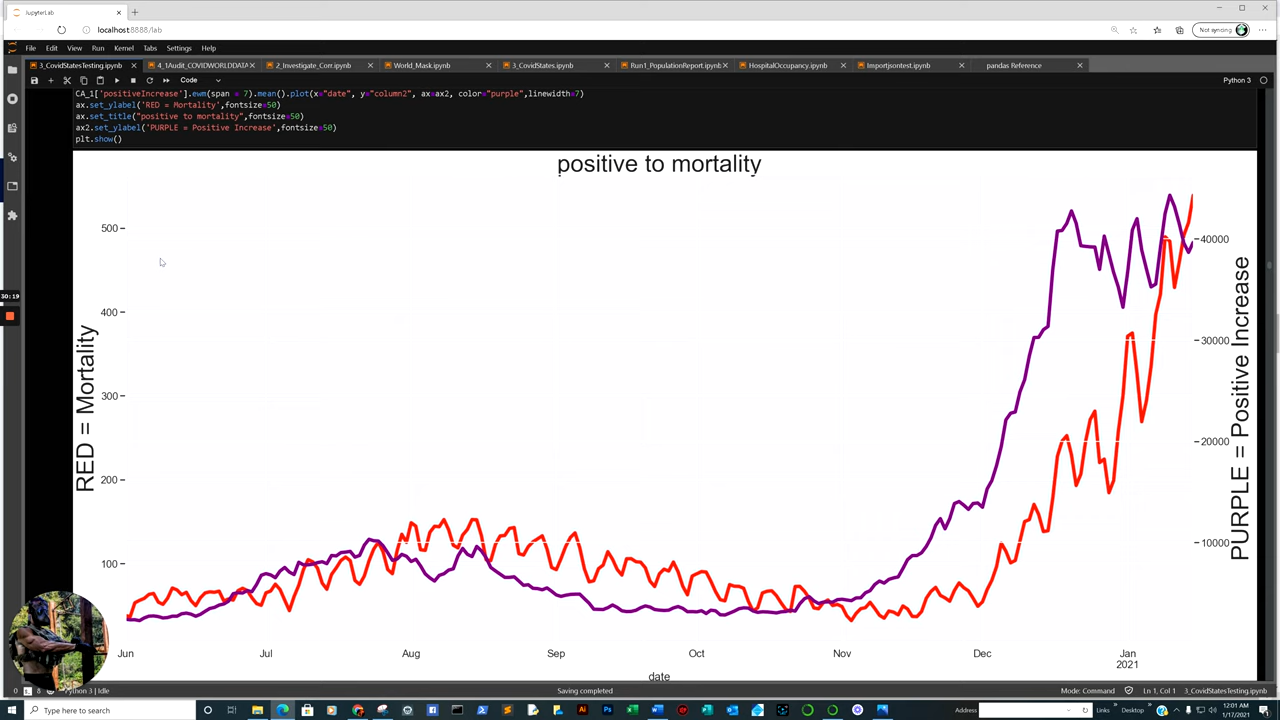 JupyterLab
localhost:8888/lab
Not syncing
File Edit View Run Kernel Tabs Settings Help
3_CovidStatesTesting.ipynb 4_1Audit_COVIDWORLDDATA 2_Investigate_Corr.ipynb World_Mask.ipynb 3_CovidStates.ipynb Run1_PopulationReport.ipynb HospitalOccupancy.ipynb Importjsontest.ipynb pandas Reference
Code Python 3
CA_1['positiveIncrease'].ewm(span = 7).mean().plot(x="date", y="column2", ax=ax2, color="purple",linewidth=7)
ax.set_ylabel('RED = Mortality',fontsize=50)
ax.set_title("positive to mortality",fontsize=50)
ax2.set_ylabel('PURPLE = Positive Increase',fontsize=50)
plt.show()
positive to mortality
RED = Mortality
500
400
300
200
100
40000
30000
20000
10000
PURPLE = Positive Increase
Jun Jul Aug Sep Oct Nov Dec Jan
2021
date
30:19
0 8 Python 3 | Idle Saving completed Mode: Command Ln 1, Col 1 3_CovidStatesTesting.ipynb
Type here to search Address Links Desktop 12:01 AM
1/17/2021